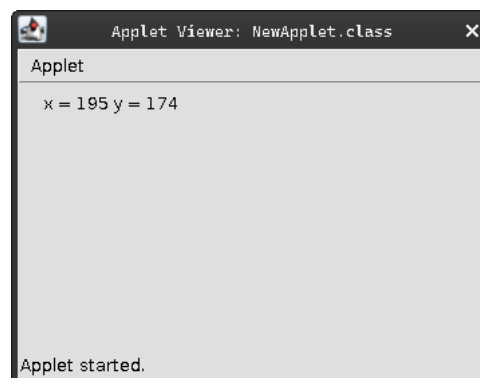 Applet Viewer: NewApplet.class
Applet
x = 195 y = 174
Applet started.